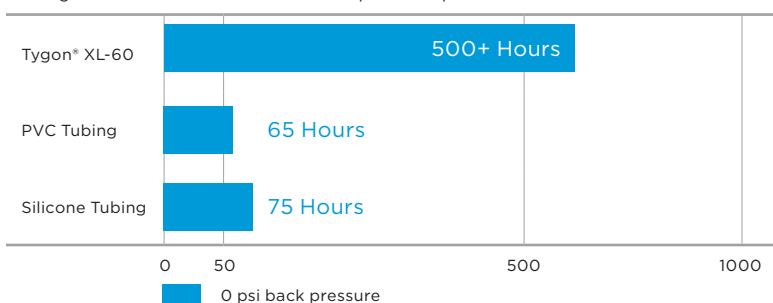 Tygon® XL-60
500+ Hours
PVC Tubing
65 Hours
Silicone Tubing
75 Hours
0 50 500 1000
0 psi back pressure